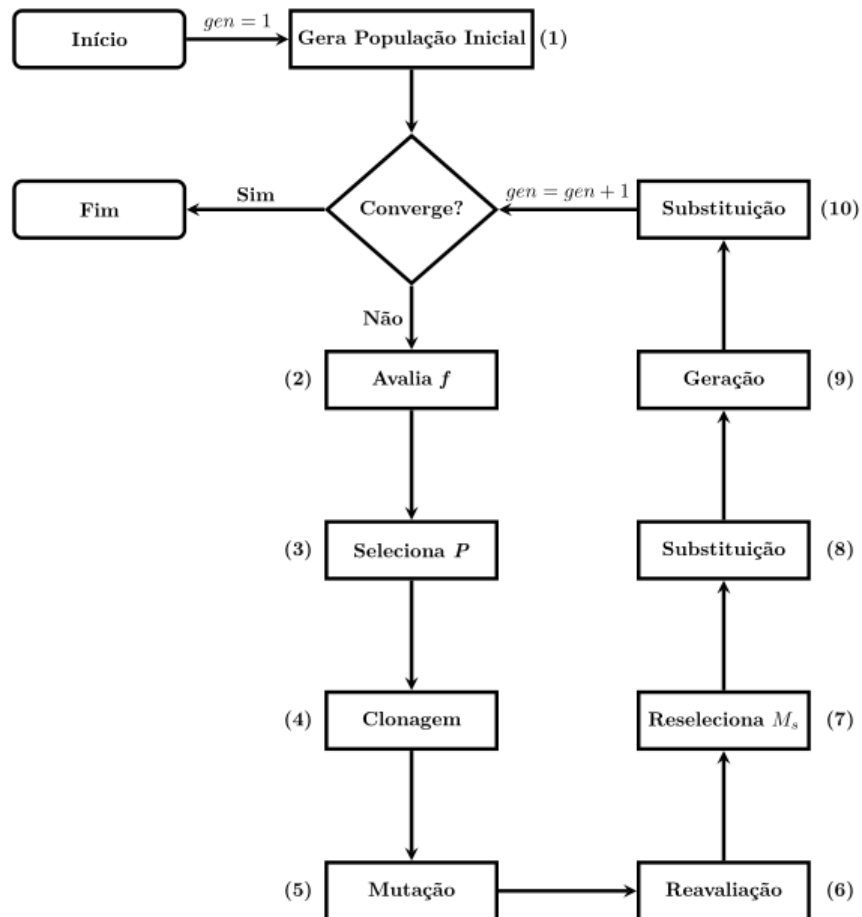 Início
gen = 1
Gera População Inicial
(1)
Fim
Sim
Converge?
gen = gen + 1
Substituição
(10)
Não
(2)
Avalia f
Geração
(9)
(3)
Seleciona P
Substituição
(8)
(4)
Clonagem
Reseleciona Mₛ
(7)
(5)
Mutação
Reavaliação
(6)